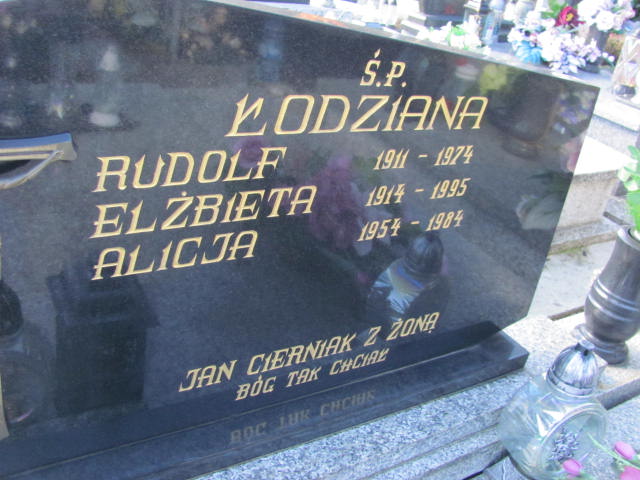 Ś.P.
ŁODZIANA
RUDOLF 1911 - 1974
ELŻBIETA 1914 - 1995
ALICJA 1954 - 1984
JAN CIERNIAK Z ŻONĄ
BÓG TAK CHCIAŁ